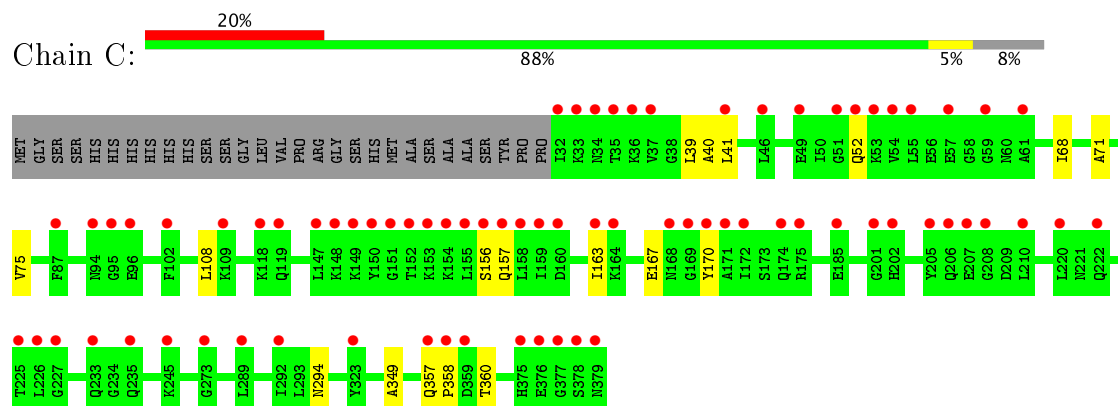 20%
Chain C:
88% 5% 8%
MET GLY SER SER HIS HIS HIS HIS HIS HIS SER SER GLY LEU VAL PRO ARG GLY SER HIS MET ALA SER ALA ALA SER TYR PRO PRO I32 K33 N34 T35 K36 V37 G38 L39 A40 L41 L46 E49 I50 G51 Q52 K53 V54 L55 E56 E57 G58 G59 N60 A61 I68 A71
V75 F87 N94 G95 E96 F102 L108 K109 K118 Q119 L147 K148 K149 Y150 G151 T152 K153 K154 L155 S156 Q157 L158 I159 D160 I163 K164 E167 N168 G169 Y170 A171 I172 S173 Q174 R175 E185 G201 H202 Y205 Q206 E207 G208 D209 L210 L220 N221 Q222
T225 L226 G227 Q233 G234 Q235 K245 G273 L289 I292 L293 N294 Y323 A349 Q357 P358 D359 T360 H375 E376 G377 S378 N379